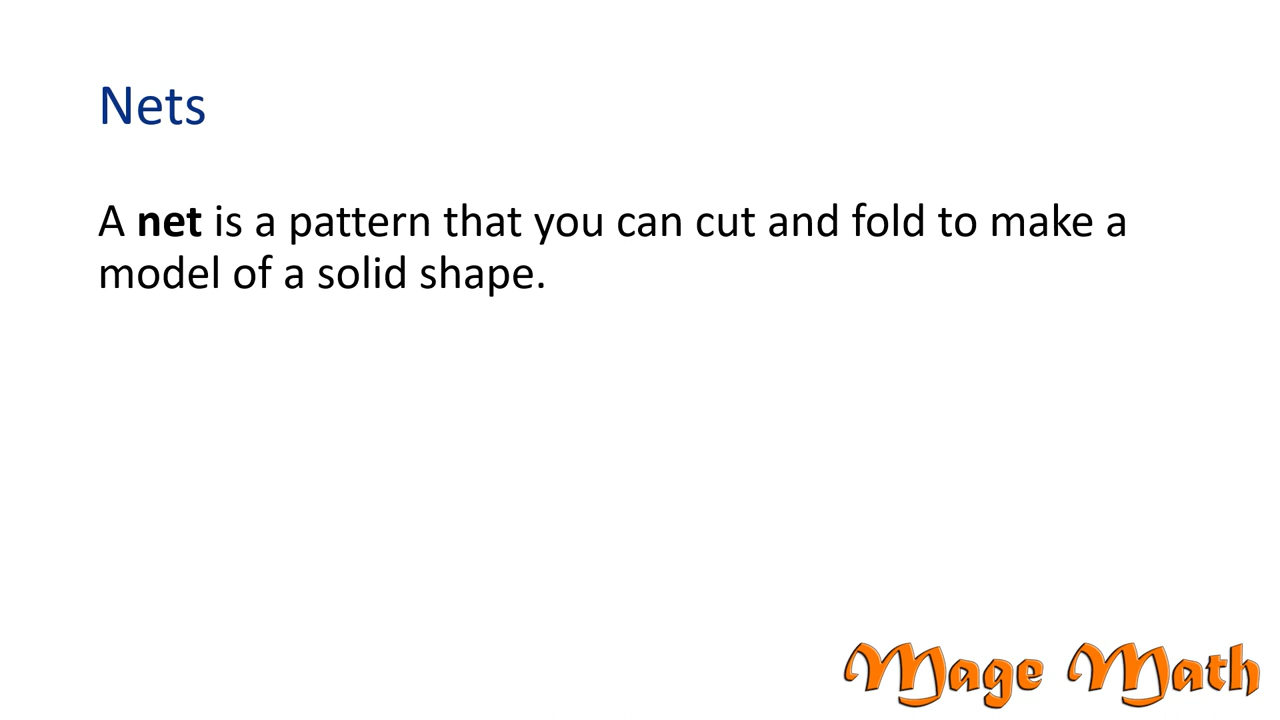 Nets
A net is a pattern that you can cut and fold to make a
model of a solid shape.
Mage Math